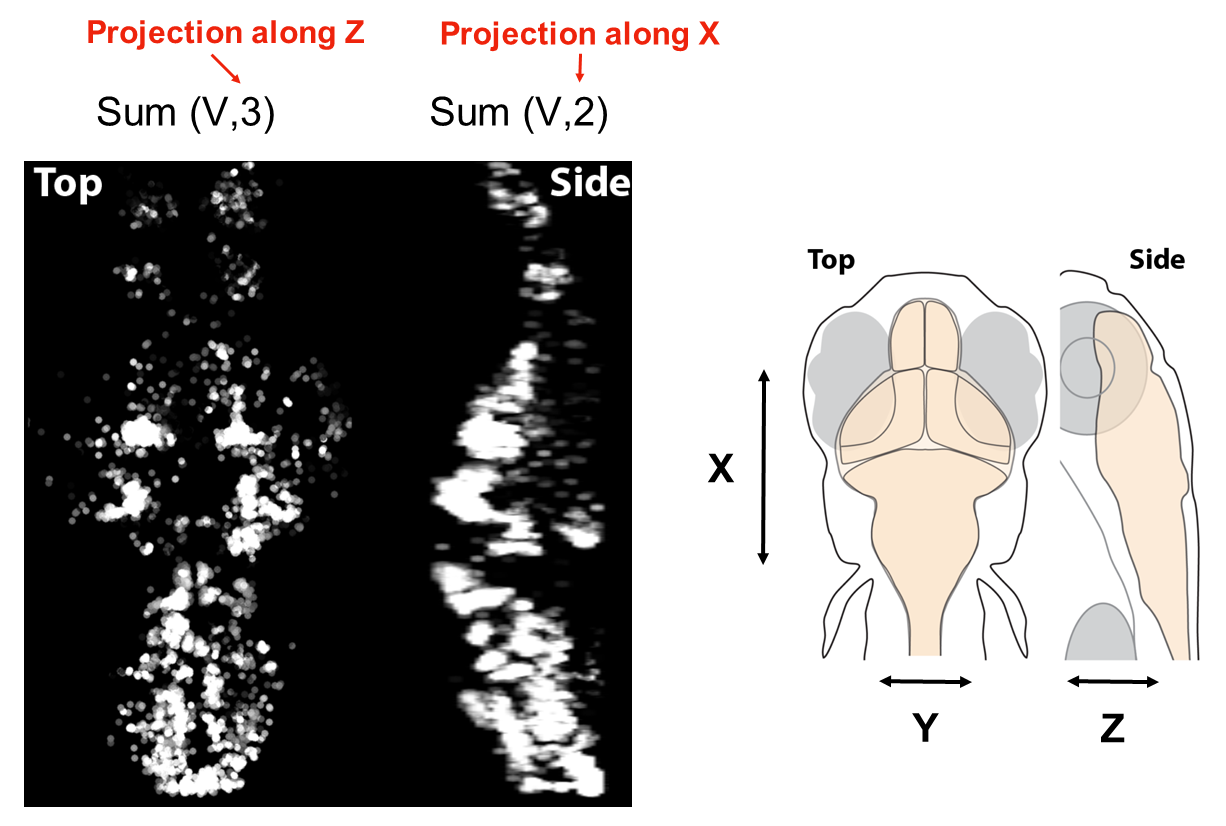 Projection along Z
Projection along X
Sum (V,3)
Sum (V,2)
Top
Side
Top
Side
X
Y
Z